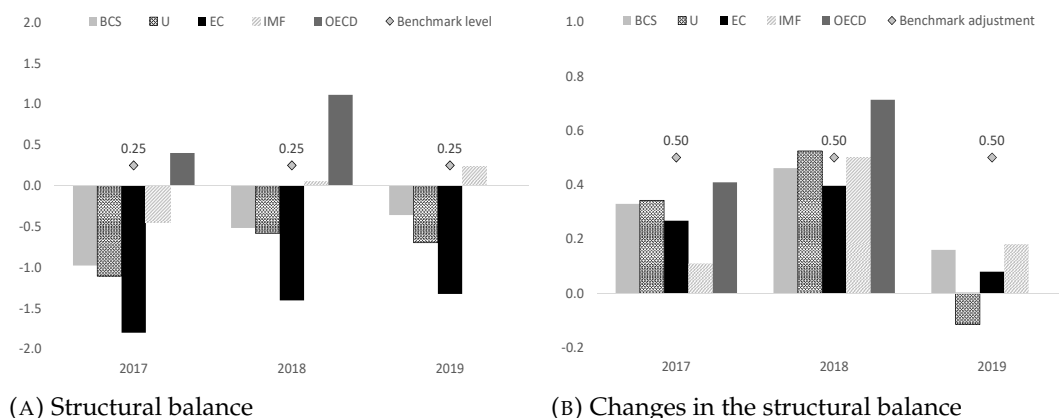 2.0
BCS U EC IMF OECD Benchmark level
1.5
1.0
0.5
0.25 0.25 0.25
0.0
-0.5
-1.0
-1.5
-2.0
2017 2018 2019
(A) Structural balance
1.0
BCS U EC IMF OECD Benchmark adjustment
0.8
0.6
0.50 0.50 0.50
0.4
0.2
0.0
-0.2
2017 2018 2019
(B) Changes in the structural balance